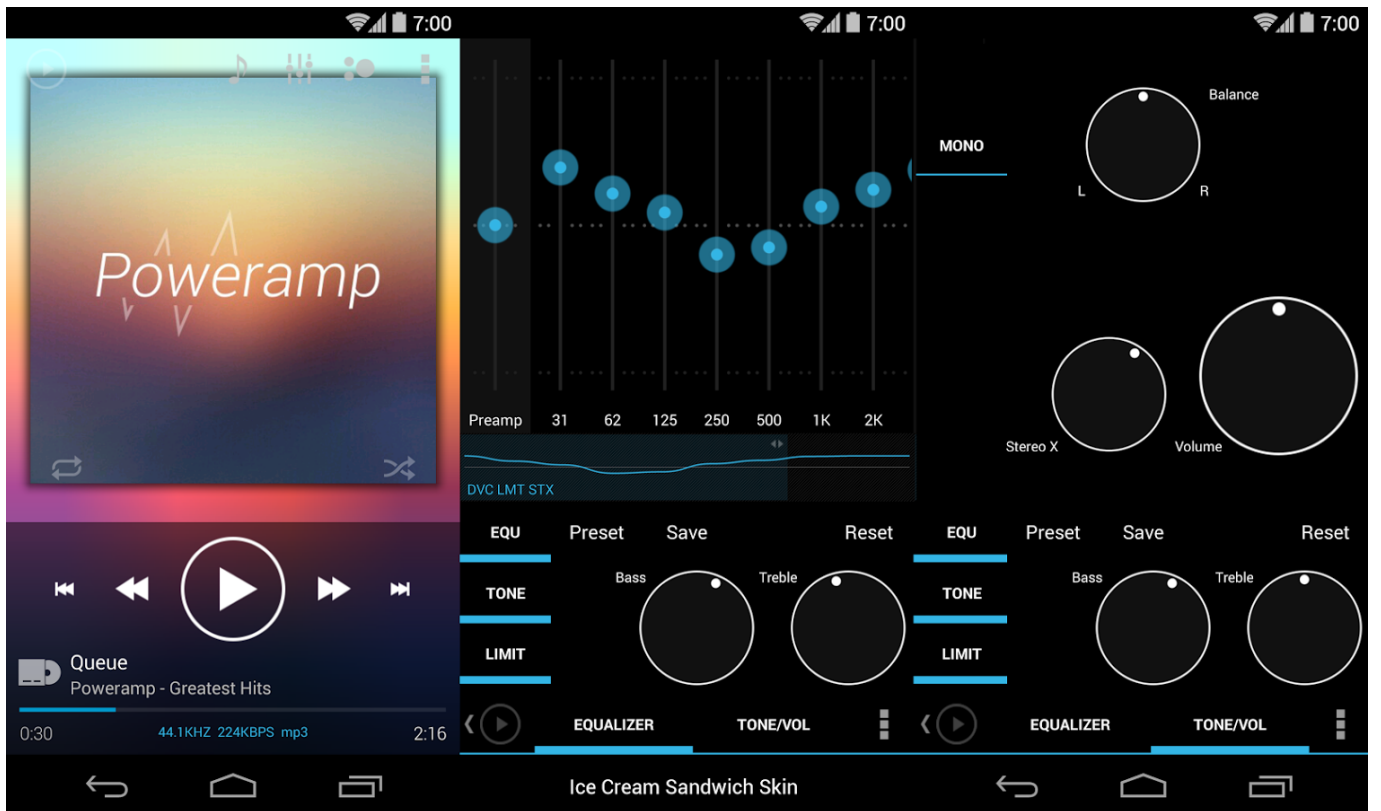 7:00
Poweramp
Queue
Poweramp - Greatest Hits
0:30
44.1KHZ 224KBPS mp3
2:16
7:00
Preamp 31 62 125 250 500 1K 2K
DVC LMT STX
EQU Preset Save Reset
Bass Treble
TONE
LIMIT
EQUALIZER TONE/VOL
Ice Cream Sandwich Skin
7:00
Balance
MONO
L R
Stereo X Volume
EQU Preset Save Reset
Bass Treble
TONE
LIMIT
EQUALIZER TONE/VOL